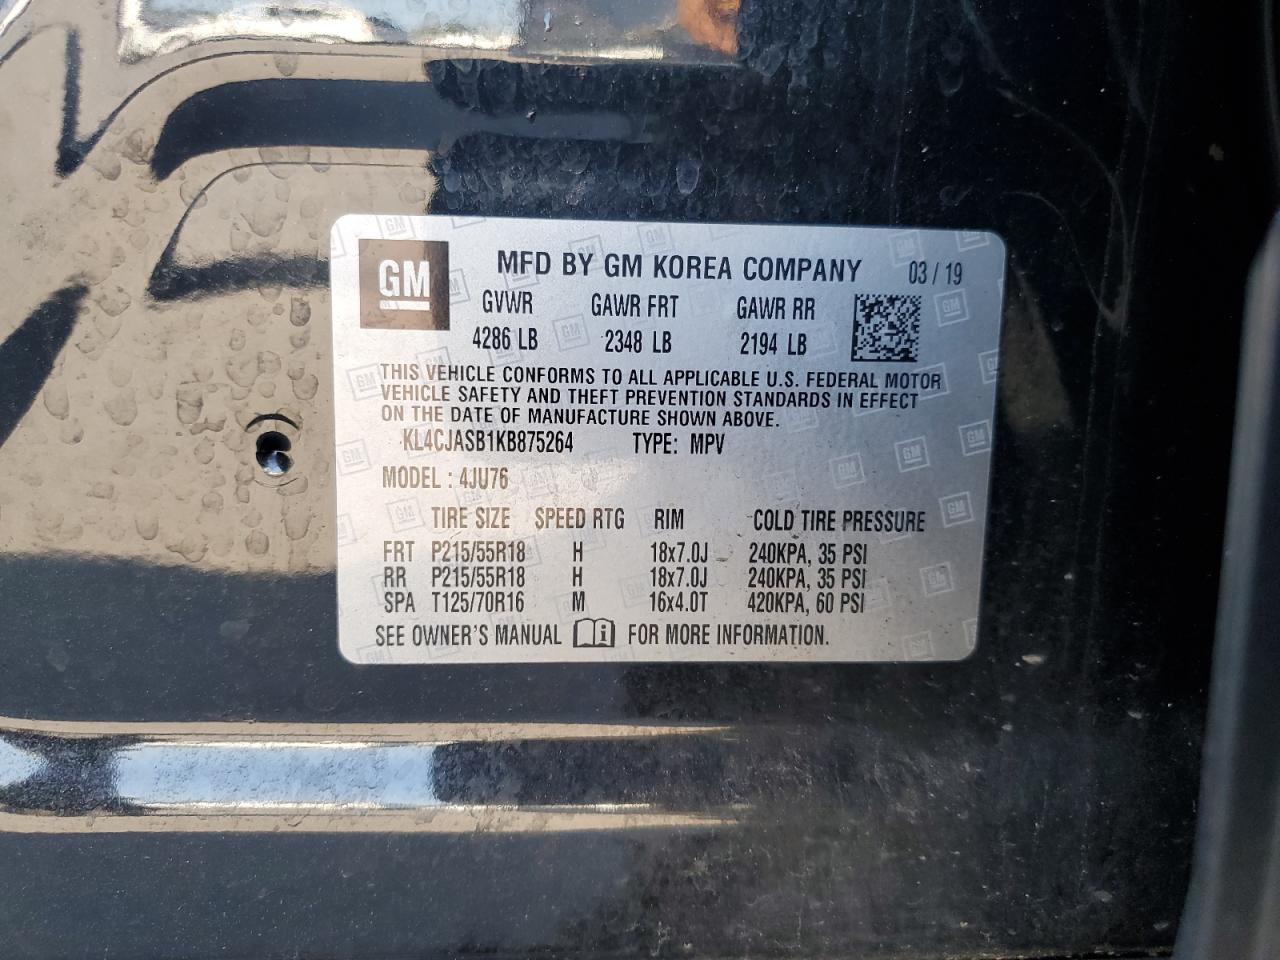 GM
MFD BY GM KOREA COMPANY 03 / 19
GVWR GAWR FRT GAWR RR
4286 LB 2348 LB 2194 LB
THIS VEHICLE CONFORMS TO ALL APPLICABLE U.S. FEDERAL MOTOR
VEHICLE SAFETY AND THEFT PREVENTION STANDARDS IN EFFECT
ON THE DATE OF MANUFACTURE SHOWN ABOVE.
KL4CJASB1KB875264 TYPE: MPV
MODEL : 4JU76
TIRE SIZE SPEED RTG RIM COLD TIRE PRESSURE
FRT P215/55R18 H 18x7.0J 240KPA, 35 PSI
RR P215/55R18 H 18x7.0J 240KPA, 35 PSI
SPA T125/70R16 M 16x4.0T 420KPA, 60 PSI
SEE OWNER'S MANUAL FOR MORE INFORMATION.